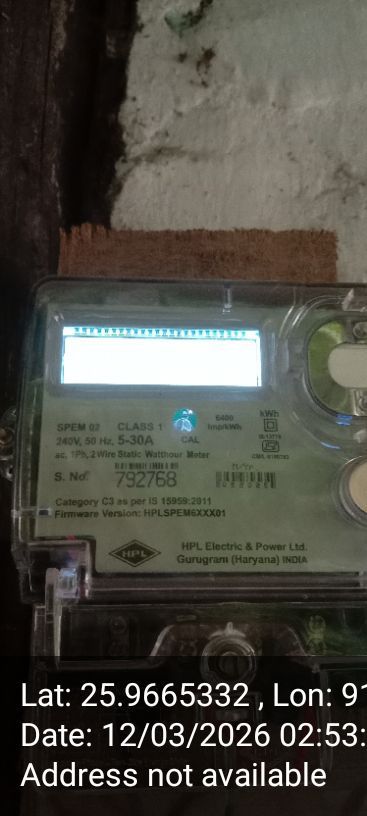 SPEM 02 CLASS 1 6400 kWh
240V, 50 Hz, 5-30A CAL Imp/kWh
IS 13779
ac, 1Ph, 2 Wire Static Watthour Meter
S. No. 792768
Category C3 as per IS 15959:2011
Firmware Version: HPLSPEM6XXX01
HPL HPL Electric & Power Ltd.
Gurugram (Haryana) INDIA
Lat: 25.9665332 , Lon: 91
Date: 12/03/2026 02:53:
Address not available